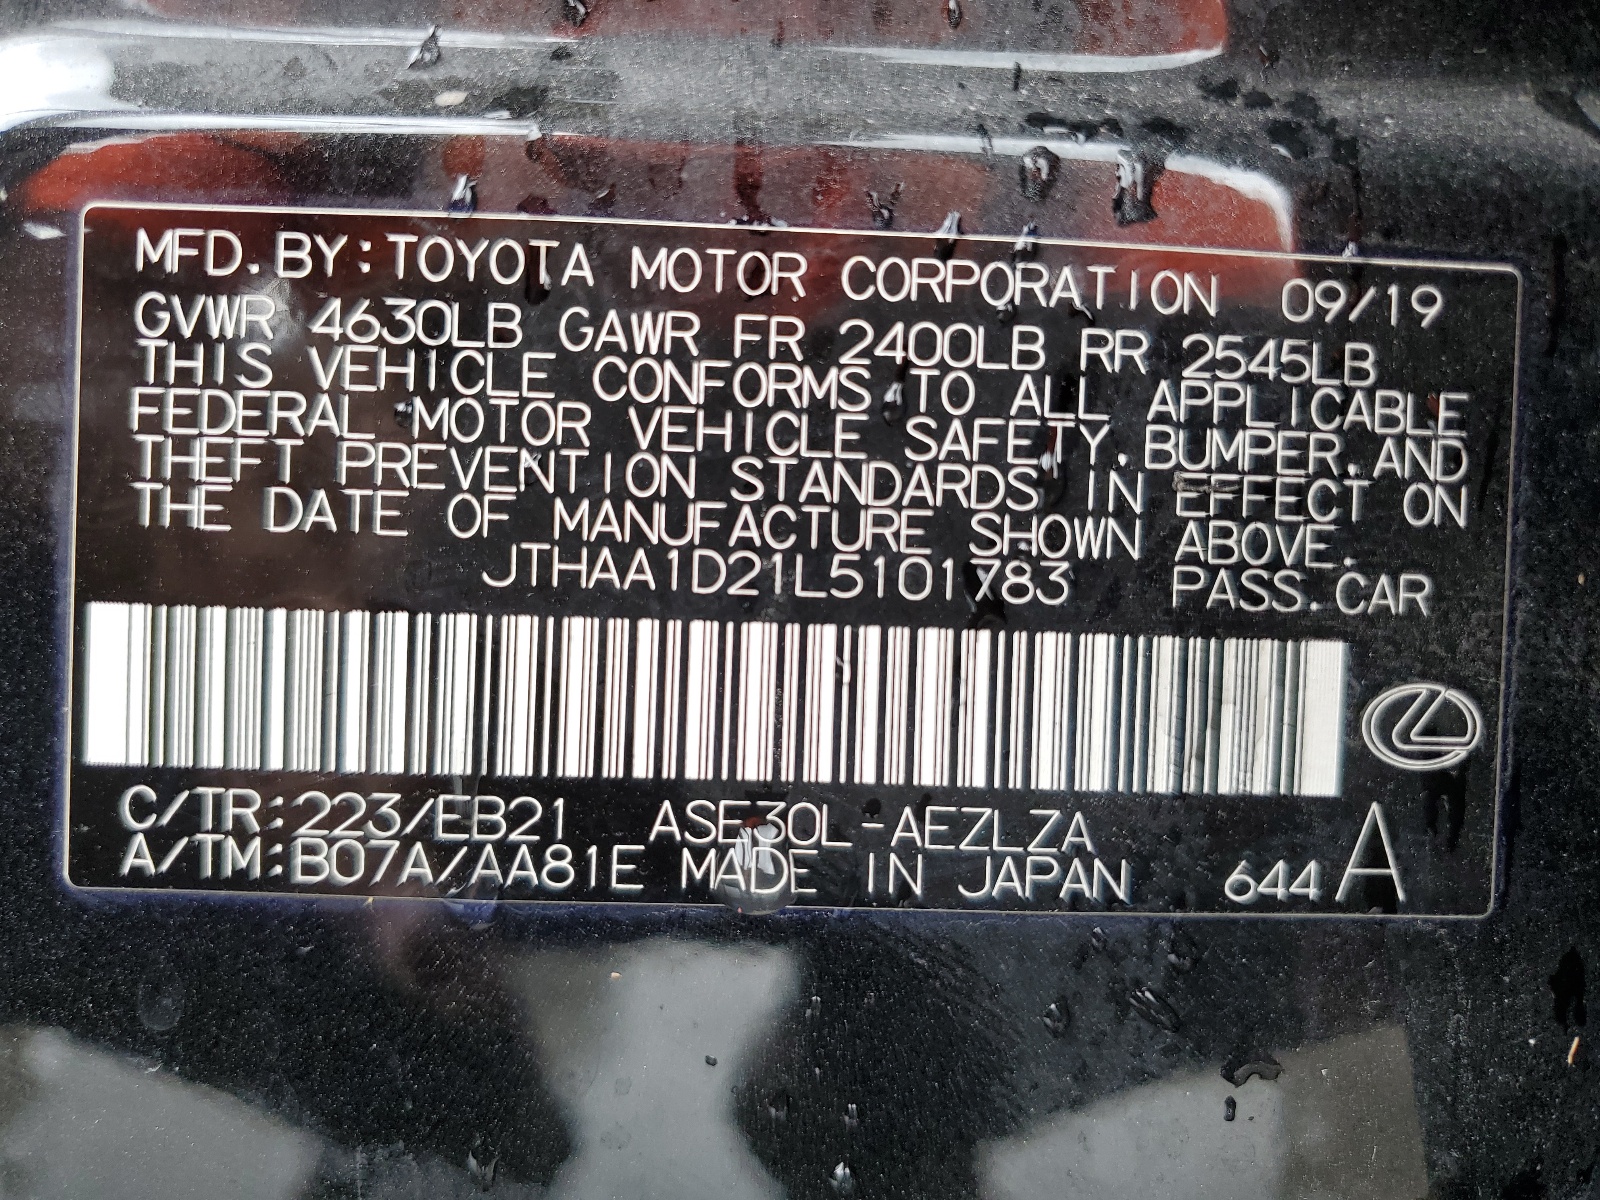 MFD. BY: TOYOTA MOTOR CORPORATION 09/19
GVWR 4630LB GAWR FR 2400LB RR 2545LB
THIS VEHICLE CONFORMS TO ALL APPLICABLE
FEDERAL MOTOR VEHICLE SAFETY, BUMPER, AND
THEFT PREVENTION STANDARDS IN EFFECT ON
THE DATE OF MANUFACTURE SHOWN ABOVE.
JTHAA1D21L5101783 PASS. CAR
C/TR: 223/EB21 ASE30L-AEZLZA
A/TM: B07A/AA81E MADE IN JAPAN 644 A